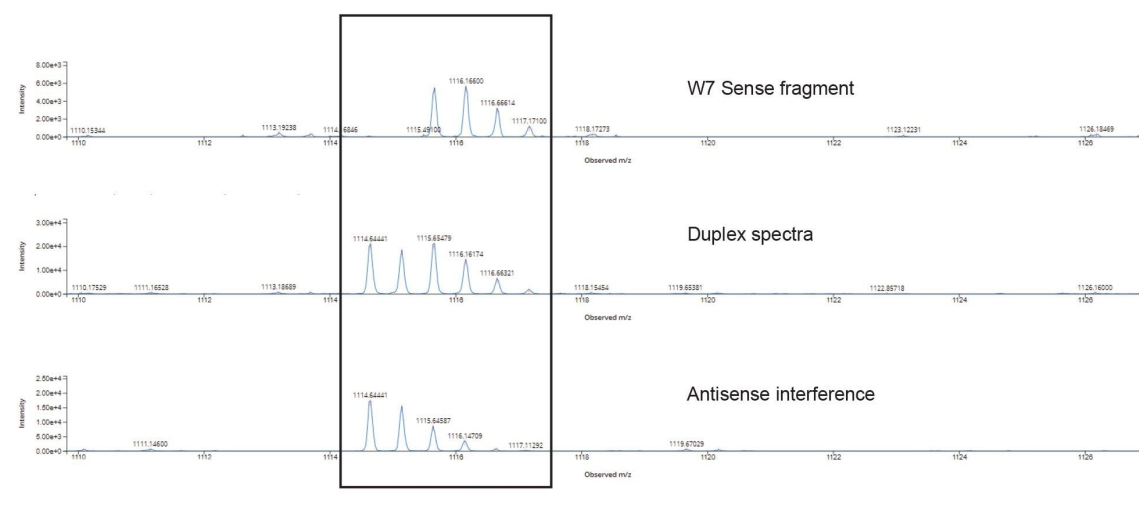 8.00e+3
6.00e+3
4.00e+3
2.00e+3
0.00e+0
Intensity
1110.15344
1113.19238
1115.49100
1116.16600
1116.66614
1117.17100
1118.17273
1123.12231
1126.18469
1110 1112 1114 1116 1118 1120 1122 1124 1126
Observed m/z
W7 Sense fragment
3.00e+4
2.00e+4
1.00e+4
0.00e+0
Intensity
1110.17529
1111.16528
1113.18689
1114.64441
1115.65479
1116.16174
1116.66321
1118.15454
1119.65381
1122.85718
1126.16000
1110 1112 1114 1116 1118 1120 1122 1124 1126
Observed m/z
Duplex spectra
2.50e+4
2.00e+4
1.50e+4
1.00e+4
5.00e+3
0.00e+0
Intensity
1111.14600
1114.64441
1115.64587
1116.14709
1117.11292
1119.67029
1110 1112 1114 1116 1118 1120 1122 1124 1126
Observed m/z
Antisense interference